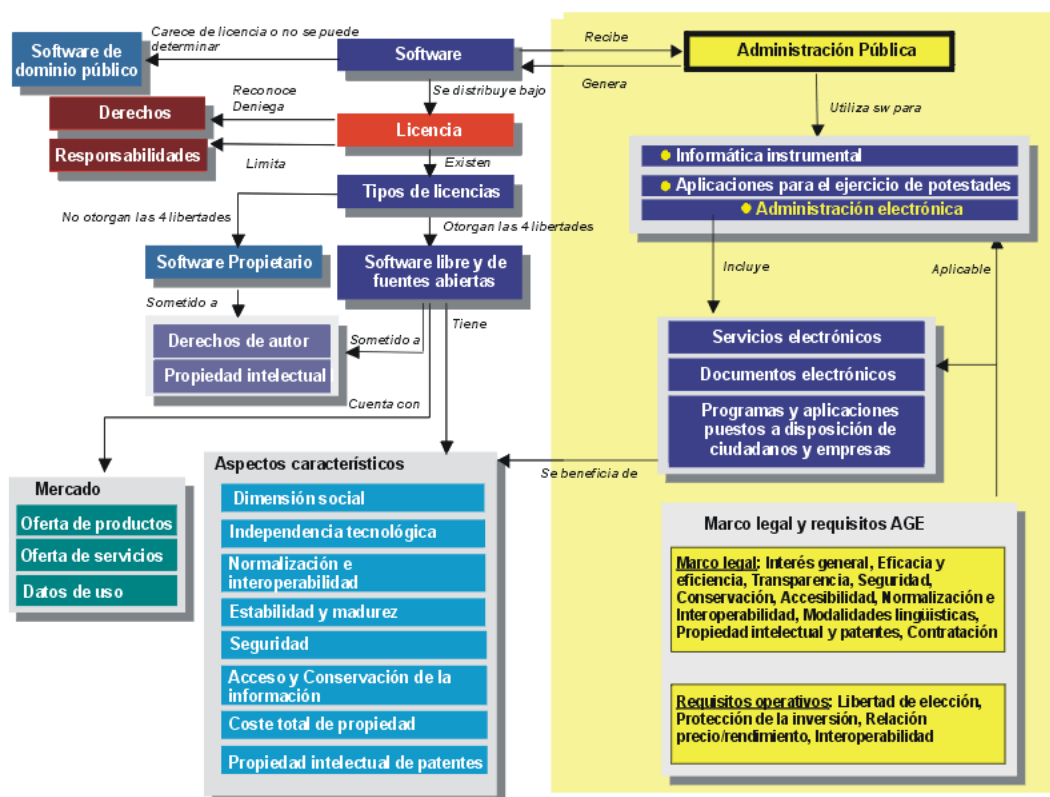 Carece de licencia o no se puede
determinar
Software de
dominio público
Software
Recibe
Genera
Administración Pública
Se distribuye bajo
Utiliza sw para
Reconoce
Deniega
Derechos
Responsabilidades
Licencia
Limita
Existen
Tipos de licencias
No otorgan las 4 libertades
Otorgan las 4 libertades
Software Propietario
Software libre y de
fuentes abiertas
Sometido a
Sometido a
Tiene
Derechos de autor
Propiedad intelectual
Cuenta con
Informática instrumental
Aplicaciones para el ejercicio de potestades
Administración electrónica
Incluye
Aplicable
Servicios electrónicos
Documentos electrónicos
Programas y aplicaciones
puestos a disposición de
ciudadanos y empresas
Se beneficia de
Mercado
Oferta de productos
Oferta de servicios
Datos de uso
Aspectos característicos
Dimensión social
Independencia tecnológica
Normalización e
interoperabilidad
Estabilidad y madurez
Seguridad
Acceso y Conservación de la
información
Coste total de propiedad
Propiedad intelectual de patentes
Marco legal y requisitos AGE
Marco legal: Interés general, Eficacia y
eficiencia, Transparencia, Seguridad,
Conservación, Accesibilidad, Normalización e
Interoperabilidad, Modalidades lingüísticas,
Propiedad intelectual y patentes, Contratación
Requisitos operativos: Libertad de elección,
Protección de la inversión, Relación
precio/rendimiento, Interoperabilidad